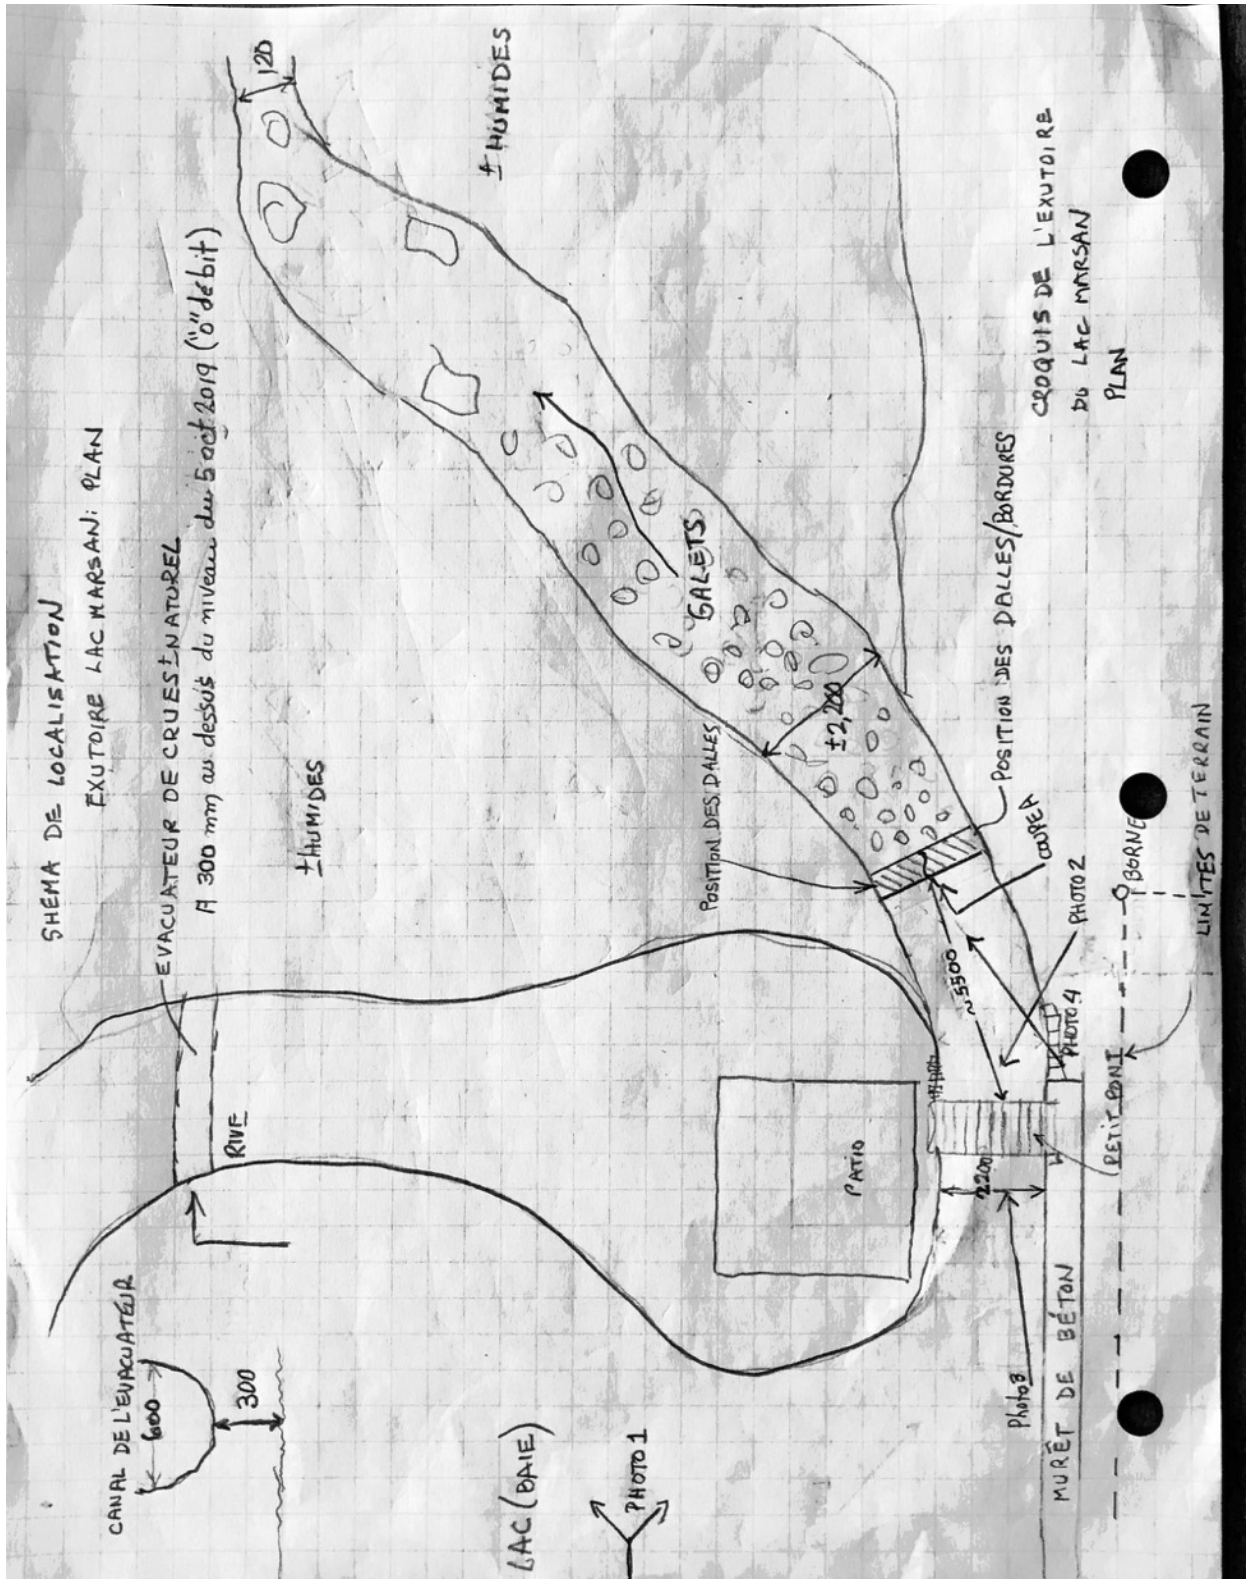 SHEMA DE LOCALISATION
EXUTOIRE LAC MARSAN: PLAN
EVACUATEUR DE CRUES ± NATUREL
A 300 mm au dessus du niveau du 5 oct. 2019 ("0" débit)
CANAL DE L'EVACUATEUR
600
300
RIVE
± HUMIDES
120
± HUMIDES
LAC (BAIE)
PHOTO 1
PATIO
POSITION DES DALLES
GALETS
±2,200
~5500
2200
Photo 3
PHOTO 4
PHOTO 2
COUPE A
POSITION DES DALLES/BORDURES
CROQUIS DE L'EXUTOIRE
DU LAC MARSAN
PLAN
MURÊT DE BÉTON
PETIT PONT
BORNE
LIMITES DE TERRAIN